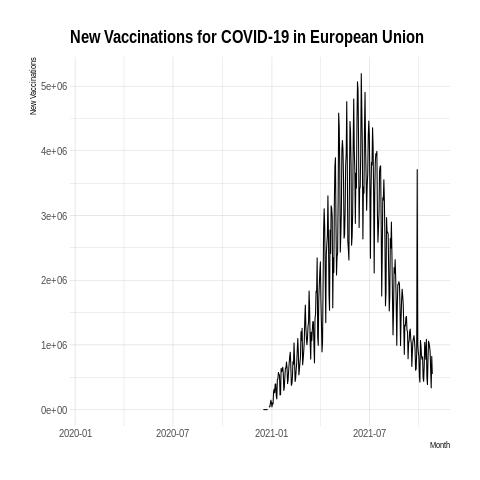 New Vaccinations for COVID-19 in European Union
New Vaccinations
5e+06
4e+06
3e+06
2e+06
1e+06
0e+00
2020-01 2020-07 2021-01 2021-07
Month